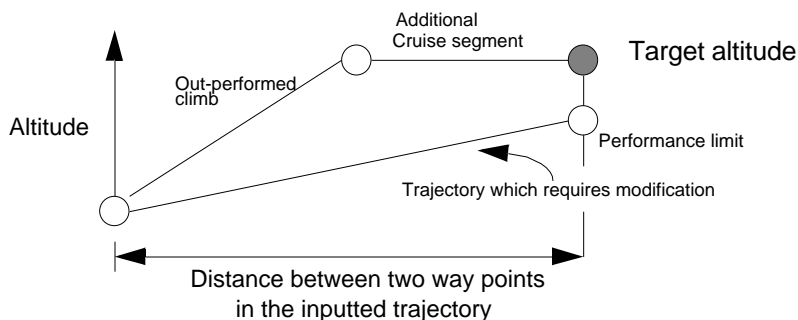 Additional
Cruise segment
Target altitude
Out-performed
climb
Altitude
Performance limit
Trajectory which requires modification
Distance between two way points
in the inputted trajectory